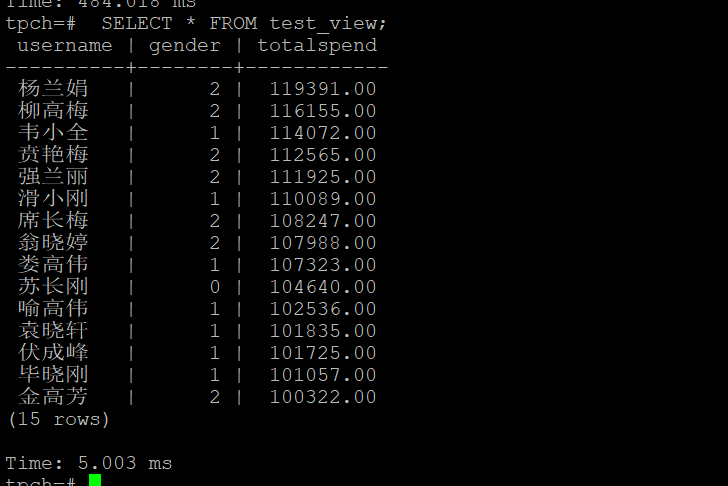 Time: 484.018 ms
tpch=#  SELECT * FROM test_view;
 username | gender | totalspend
----------+--------+------------
 杨兰娟   |      2 |  119391.00
 柳高梅   |      2 |  116155.00
 韦小全   |      1 |  114072.00
 贲艳梅   |      2 |  112565.00
 强兰丽   |      2 |  111925.00
 滑小刚   |      1 |  110089.00
 席长梅   |      2 |  108247.00
 翁晓婷   |      2 |  107988.00
 娄高伟   |      1 |  107323.00
 苏长刚   |      0 |  104640.00
 喻高伟   |      1 |  102536.00
 袁晓轩   |      1 |  101835.00
 伏成峰   |      1 |  101725.00
 毕晓刚   |      1 |  101057.00
 金高芳   |      2 |  100322.00
(15 rows)
Time: 5.003 ms
tpch=#